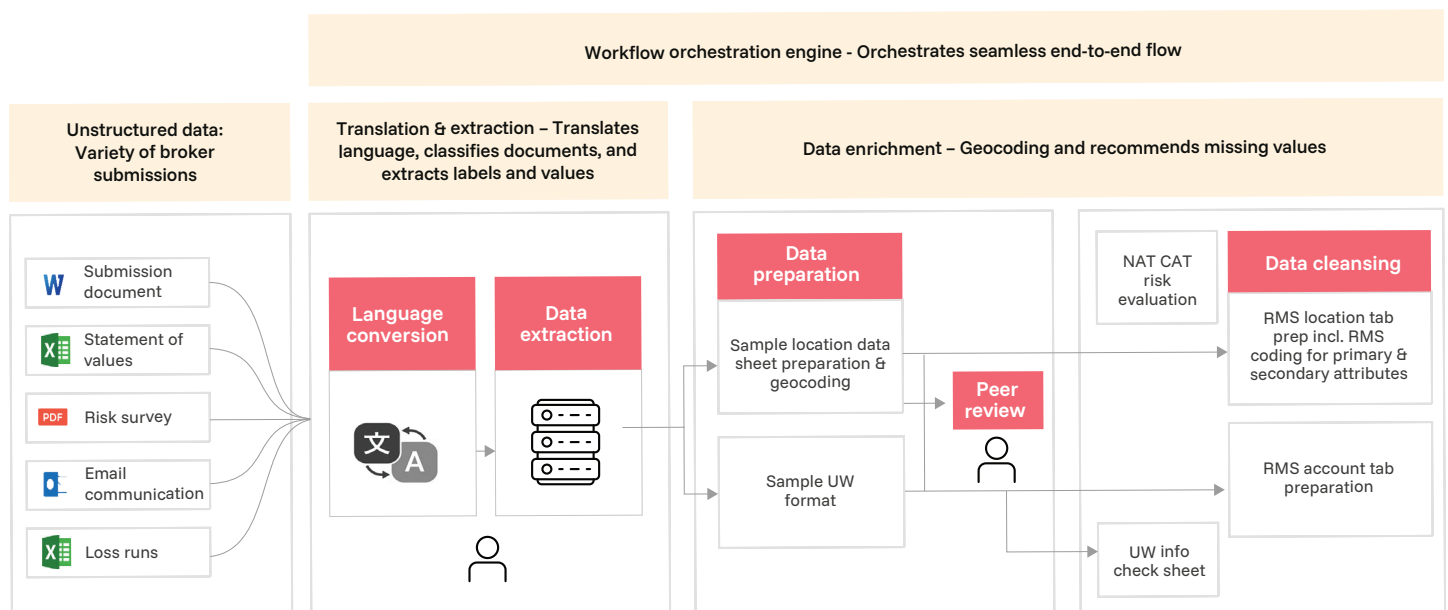 Workflow orchestration engine - Orchestrates seamless end-to-end flow
Unstructured data:
Variety of broker
submissions
Translation & extraction – Translates
language, classifies documents, and
extracts labels and values
Data enrichment – Geocoding and recommends missing values
W
Submission
document
X
Statement of
values
PDF
Risk survey
Email
communication
X
Loss runs
Language
conversion
文
A
Data
extraction
Data
preparation
Sample location data
sheet preparation &
geocoding
Sample UW
format
Peer
review
NAT CAT
risk
evaluation
Data cleansing
RMS location tab
prep incl. RMS
coding for primary &
secondary attributes
RMS account tab
preparation
UW info
check sheet